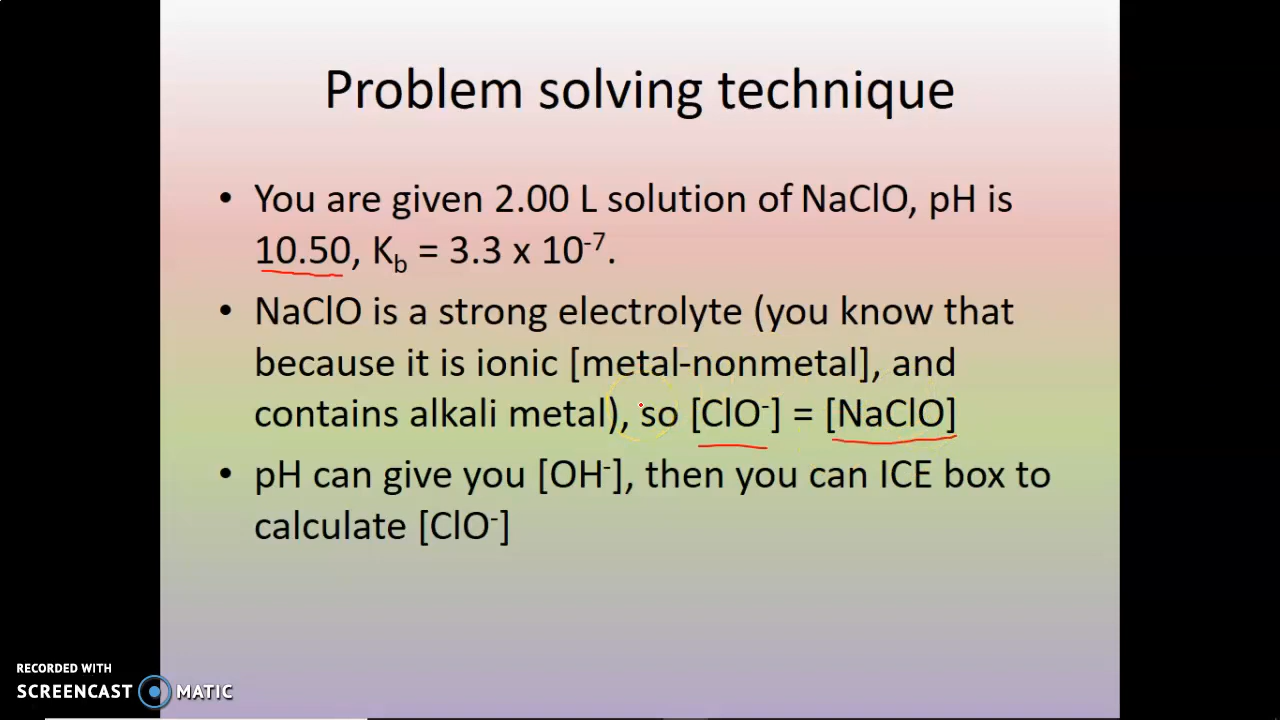 Problem solving technique
• You are given 2.00 L solution of NaClO, pH is
10.50, K_b = 3.3 x 10⁻⁷.
• NaClO is a strong electrolyte (you know that
because it is ionic [metal-nonmetal], and
contains alkali metal), so [ClO⁻] = [NaClO]
• pH can give you [OH⁻], then you can ICE box to
calculate [ClO⁻]
RECORDED WITH
SCREENCAST MATIC